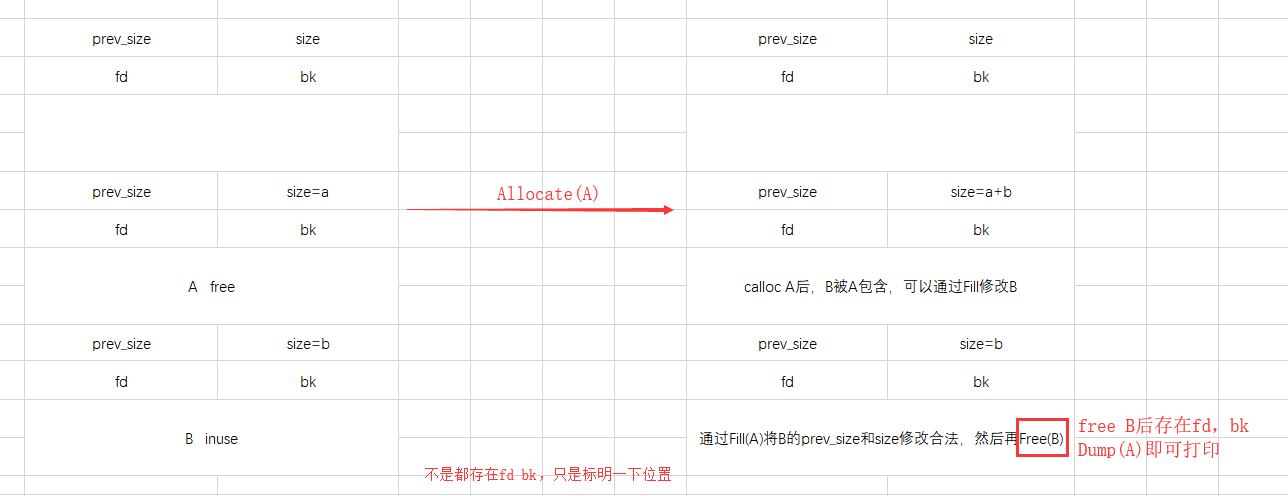 prev_size size prev_size size
fd bk fd bk
prev_size size=a prev_size size=a+b
Allocate(A)
fd bk fd bk
A free calloc A后，B被A包含，可以通过Fill修改B
prev_size size=b prev_size size=b
fd bk fd bk
B inuse 通过Fill(A)将B的prev_size和size修改合法，然后再Free(B)
free B后存在fd，bk
Dump(A)即可打印
不是都存在fd bk，只是标明一下位置